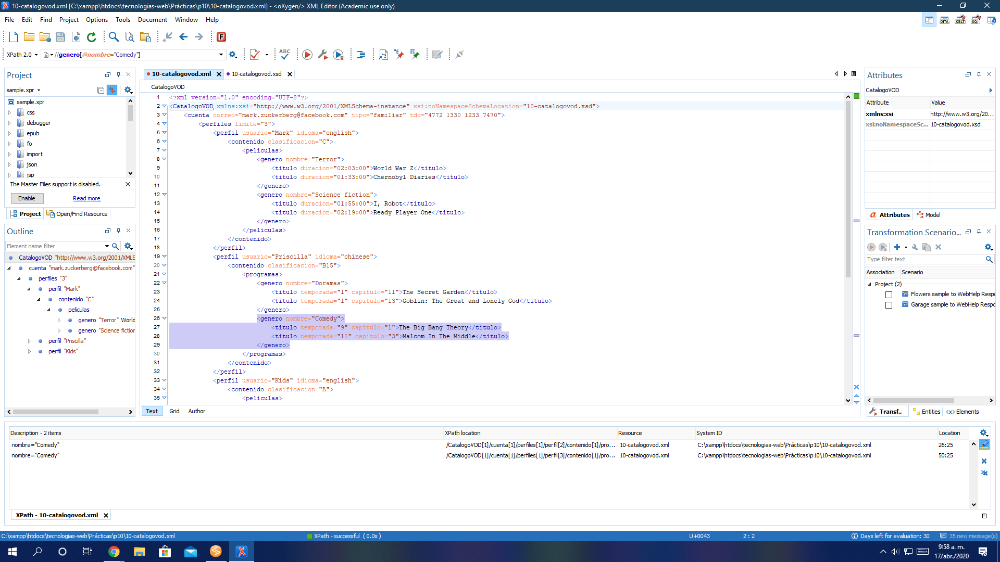 10-catalogovod.xml [C:\xampp\htdocs\tecnologias-web\Prácticas\p10\10-catalogovod.xml] - <oXygen/> XML Editor (Academic use only)
File Edit Find Project Options Tools Document Window Help
DITA XSLT XQ
XPath 2.0 //genero[@nombre="Comedy"] ABC
Project
sample.xpr
sample.xpr
css
debugger
epub
fo
import
json
jsp
The Master Files support is disabled.
Enable Read more
Project Open/Find Resource
Outline
Element name filter
CatalogoVOD "http://www.w3.org/2001/XMLS
cuenta "mark.zuckerberg@facebook.com"
perfiles "3"
perfil "Mark"
contenido "C"
peliculas
genero "Terror" World
genero "Science fiction
perfil "Priscilla"
perfil "Kids"
10-catalogovod.xml 10-catalogovod.xsd
CatalogoVOD
1 <?xml version="1.0" encoding="UTF-8"?>
2 <CatalogoVOD xmlns:xsi="http://www.w3.org/2001/XMLSchema-instance" xsi:noNamespaceSchemaLocation="10-catalogovod.xsd">
3 <cuenta correo="mark.zuckerberg@facebook.com" tipo="familiar" tdc="4772 1330 1233 7470">
4 <perfiles limite="3">
5 <perfil usuario="Mark" idioma="english">
6 <contenido clasificacion="C">
7 <peliculas>
8 <genero nombre="Terror">
9 <titulo duracion="02:03:00">World War Z</titulo>
10 <titulo duracion="01:33:00">Chernobyl Diaries</titulo>
11 </genero>
12 <genero nombre="Science fiction">
13 <titulo duracion="01:55:00">I, Robot</titulo>
14 <titulo duracion="02:19:00">Ready Player One</titulo>
15 </genero>
16 </peliculas>
17 </contenido>
18 </perfil>
19 <perfil usuario="Priscilla" idioma="chinese">
20 <contenido clasificacion="B15">
21 <programas>
22 <genero nombre="Doramas">
23 <titulo temporada="1" capitulo="11">The Secret Garden</titulo>
24 <titulo temporada="1" capitulo="13">Goblin: The Great and Lonely God</titulo>
25 </genero>
26 <genero nombre="Comedy">
27 <titulo temporada="9" capitulo="1">The Big Bang Theory</titulo>
28 <titulo temporada="11" capitulo="3">Malcom In The Middle</titulo>
29 </genero>
30 </programas>
31 </contenido>
32 </perfil>
33 <perfil usuario="Kids" idioma="english">
34 <contenido clasificacion="A">
35 <peliculas>
Text Grid Author
Attributes
CatalogoVOD
Attribute Value
xmlns:xsi http://www.w3.org/20...
xsi:noNamespaceSc... 10-catalogovod.xsd
Attributes Model
Transformation Scenario...
Type filter text
Association Scenario
Project (2)
Flowers sample to WebHelp Respo
Garage sample to WebHelp Respo
Transf.. Entities Elements
Description - 2 items XPath location Resource System ID Location
nombre="Comedy" /CatalogoVOD[1]/cuenta[1]/perfiles[1]/perfil[2]/contenido[1]/pro... 10-catalogovod.xml C:\xampp\htdocs\tecnologias-web\Prácticas\p10\10-catalogovod.xml 26:25
nombre="Comedy" /CatalogoVOD[1]/cuenta[1]/perfiles[1]/perfil[3]/contenido[1]/pro... 10-catalogovod.xml C:\xampp\htdocs\tecnologias-web\Prácticas\p10\10-catalogovod.xml 50:25
XPath - 10-catalogovod.xml
C:\xampp\htdocs\tecnologias-web\Prácticas\p10\10-catalogovod.xml XPath - successful (0.0s) U+0043 2 : 2 Days left for evaluation: 30 35 new message(s)
9:58 a. m.
17/abr./2020